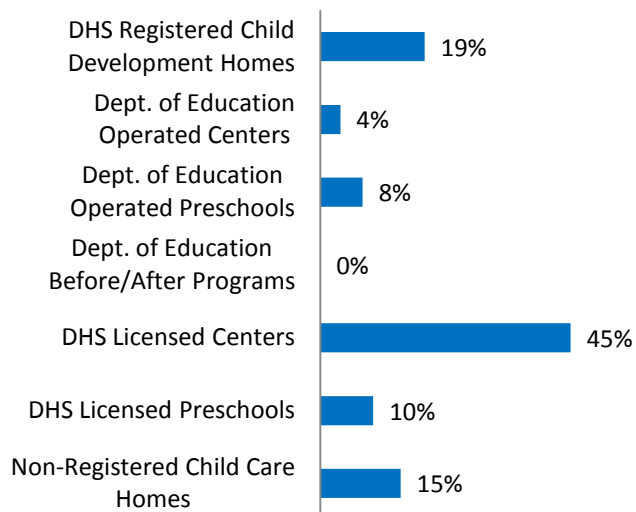 DHS Registered Child
Development Homes
19%
Dept. of Education
Operated Centers
4%
Dept. of Education
Operated Preschools
8%
Dept. of Education
Before/After Programs
0%
DHS Licensed Centers
45%
DHS Licensed Preschools
10%
Non-Registered Child Care
Homes
15%